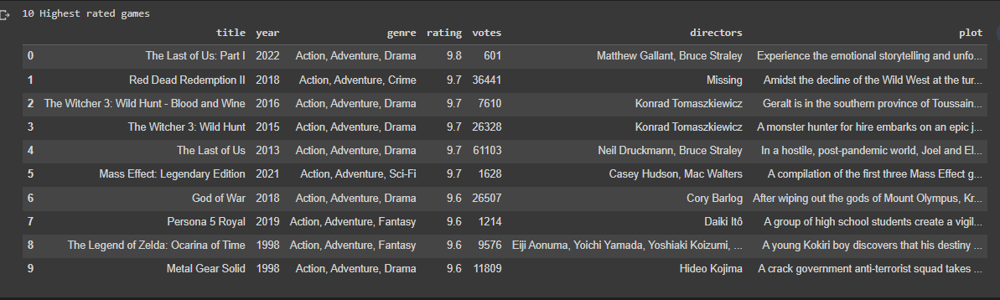 10 Highest rated games
title year genre rating votes directors plot
0 The Last of Us: Part I 2022 Action, Adventure, Drama 9.8 601 Matthew Gallant, Bruce Straley Experience the emotional storytelling and unfo...
1 Red Dead Redemption II 2018 Action, Adventure, Crime 9.7 36441 Missing Amidst the decline of the Wild West at the tur...
2 The Witcher 3: Wild Hunt - Blood and Wine 2016 Action, Adventure, Drama 9.7 7610 Konrad Tomaszkiewicz Geralt is in the southern province of Toussain...
3 The Witcher 3: Wild Hunt 2015 Action, Adventure, Drama 9.7 26328 Konrad Tomaszkiewicz A monster hunter for hire embarks on an epic j...
4 The Last of Us 2013 Action, Adventure, Drama 9.7 61103 Neil Druckmann, Bruce Straley In a hostile, post-pandemic world, Joel and El...
5 Mass Effect: Legendary Edition 2021 Action, Adventure, Sci-Fi 9.7 1628 Casey Hudson, Mac Walters A compilation of the first three Mass Effect g...
6 God of War 2018 Action, Adventure, Drama 9.6 26507 Cory Barlog After wiping out the gods of Mount Olympus, Kr...
7 Persona 5 Royal 2019 Action, Adventure, Fantasy 9.6 1214 Daiki Itô A group of high school students create a vigil...
8 The Legend of Zelda: Ocarina of Time 1998 Action, Adventure, Fantasy 9.6 9576 Eiji Aonuma, Yoichi Yamada, Yoshiaki Koizumi, ... A young Kokiri boy discovers that his destiny ...
9 Metal Gear Solid 1998 Action, Adventure, Drama 9.6 11809 Hideo Kojima A crack government anti-terrorist squad takes ...